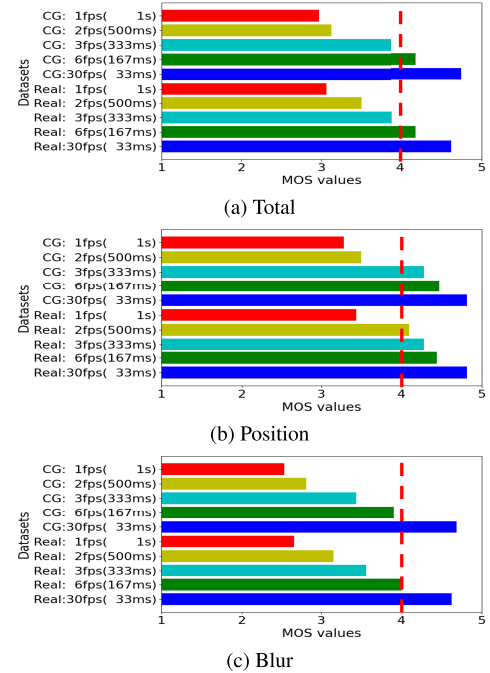 Datasets
CG: 1fps( 1s)
CG: 2fps(500ms)
CG: 3fps(333ms)
CG: 6fps(167ms)
CG:30fps( 33ms)
Real: 1fps( 1s)
Real: 2fps(500ms)
Real: 3fps(333ms)
Real: 6fps(167ms)
Real:30fps( 33ms)
1 2 3 4 5
MOS values
(a) Total
Datasets
CG: 1fps( 1s)
CG: 2fps(500ms)
CG: 3fps(333ms)
CG: 6fps(167ms)
CG:30fps( 33ms)
Real: 1fps( 1s)
Real: 2fps(500ms)
Real: 3fps(333ms)
Real: 6fps(167ms)
Real:30fps( 33ms)
1 2 3 4 5
MOS values
(b) Position
Datasets
CG: 1fps( 1s)
CG: 2fps(500ms)
CG: 3fps(333ms)
CG: 6fps(167ms)
CG:30fps( 33ms)
Real: 1fps( 1s)
Real: 2fps(500ms)
Real: 3fps(333ms)
Real: 6fps(167ms)
Real:30fps( 33ms)
1 2 3 4 5
MOS values
(c) Blur